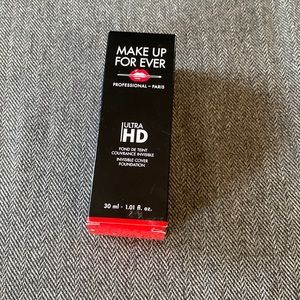 MAKE UP
FOR EVER
PROFESSIONAL – PARIS
ULTRA
HD
FOND DE TEINT
COUVRANCE INVISIBLE
INVISIBLE COVER
FOUNDATION
30 ml - 1.01 fl. oz.